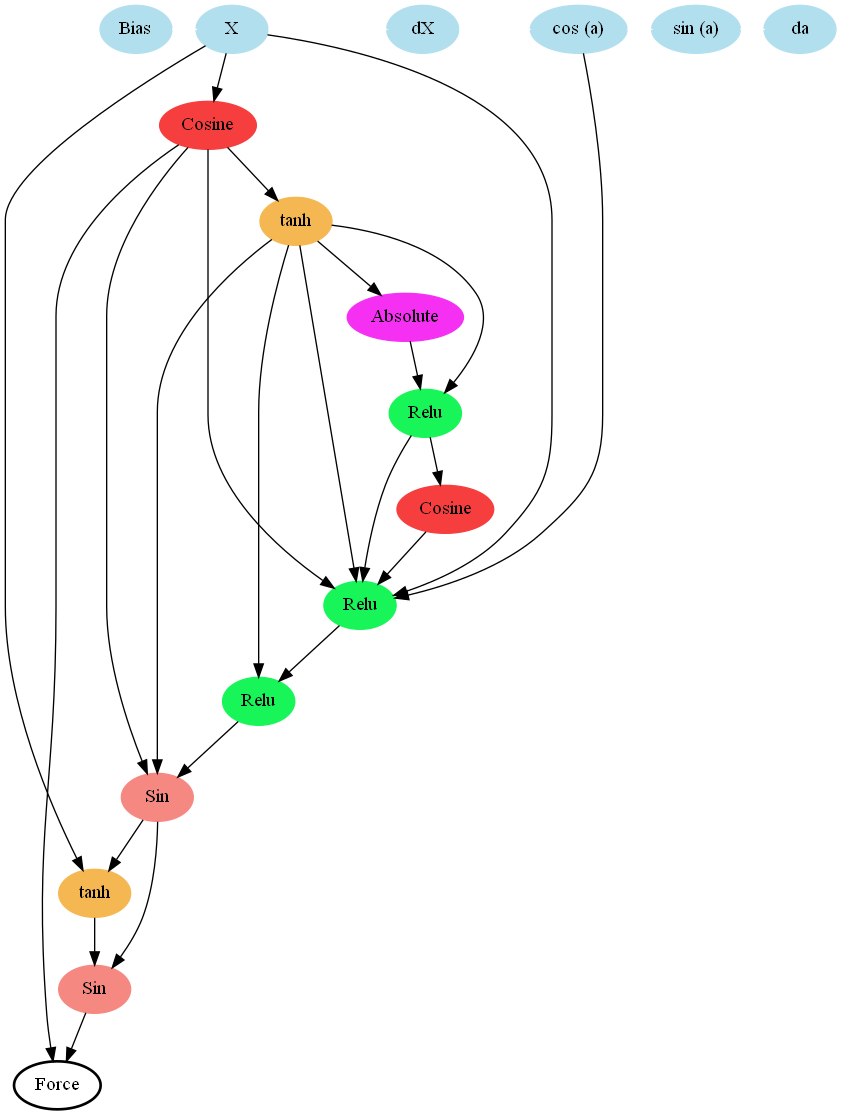 Bias
X
dX
cos (a)
sin (a)
da
Cosine
tanh
Absolute
Relu
Cosine
Relu
Relu
Sin
tanh
Sin
Force